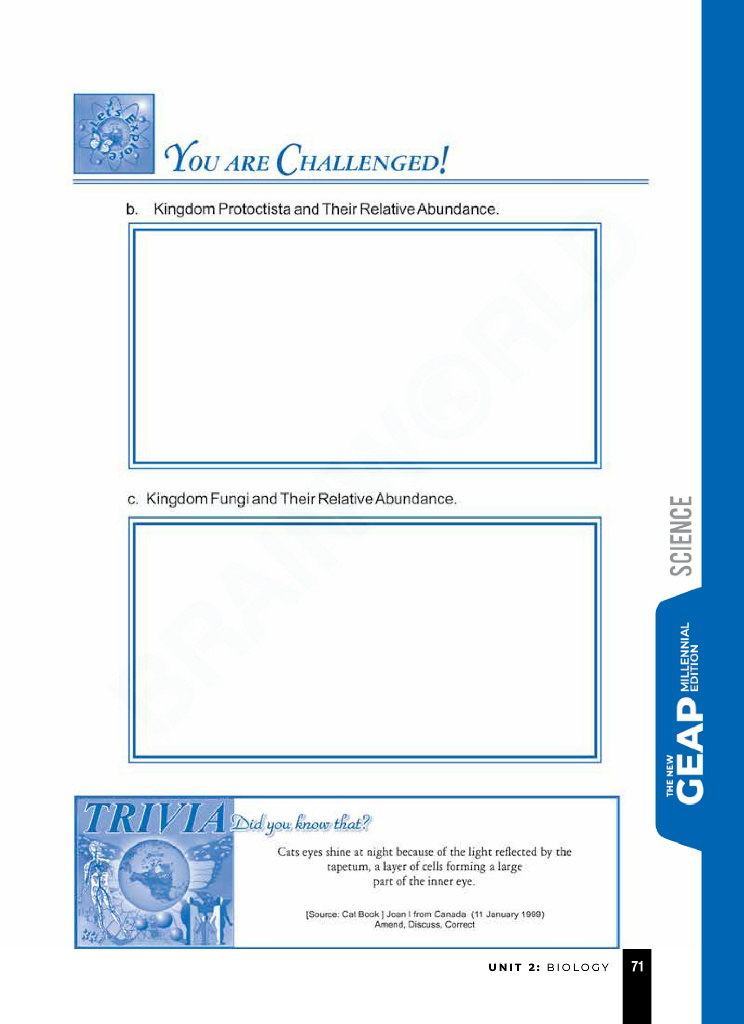 Let's Explore
YOU ARE CHALLENGED!
b. Kingdom Protoctista and Their Relative Abundance.
c. Kingdom Fungi and Their Relative Abundance.
BRAINW®RLD
SCIENCE
THE NEW
GEAP
MILLENNIAL
EDITION
TRIVIA
Did you know that?
Cats eyes shine at night because of the light reflected by the
tapetum, a layer of cells forming a large
part of the inner eye.
[Source: Cat Book ] Joan I from Canada (11 January 1999)
Amend, Discuss, Correct
UNIT 2: BIOLOGY 71